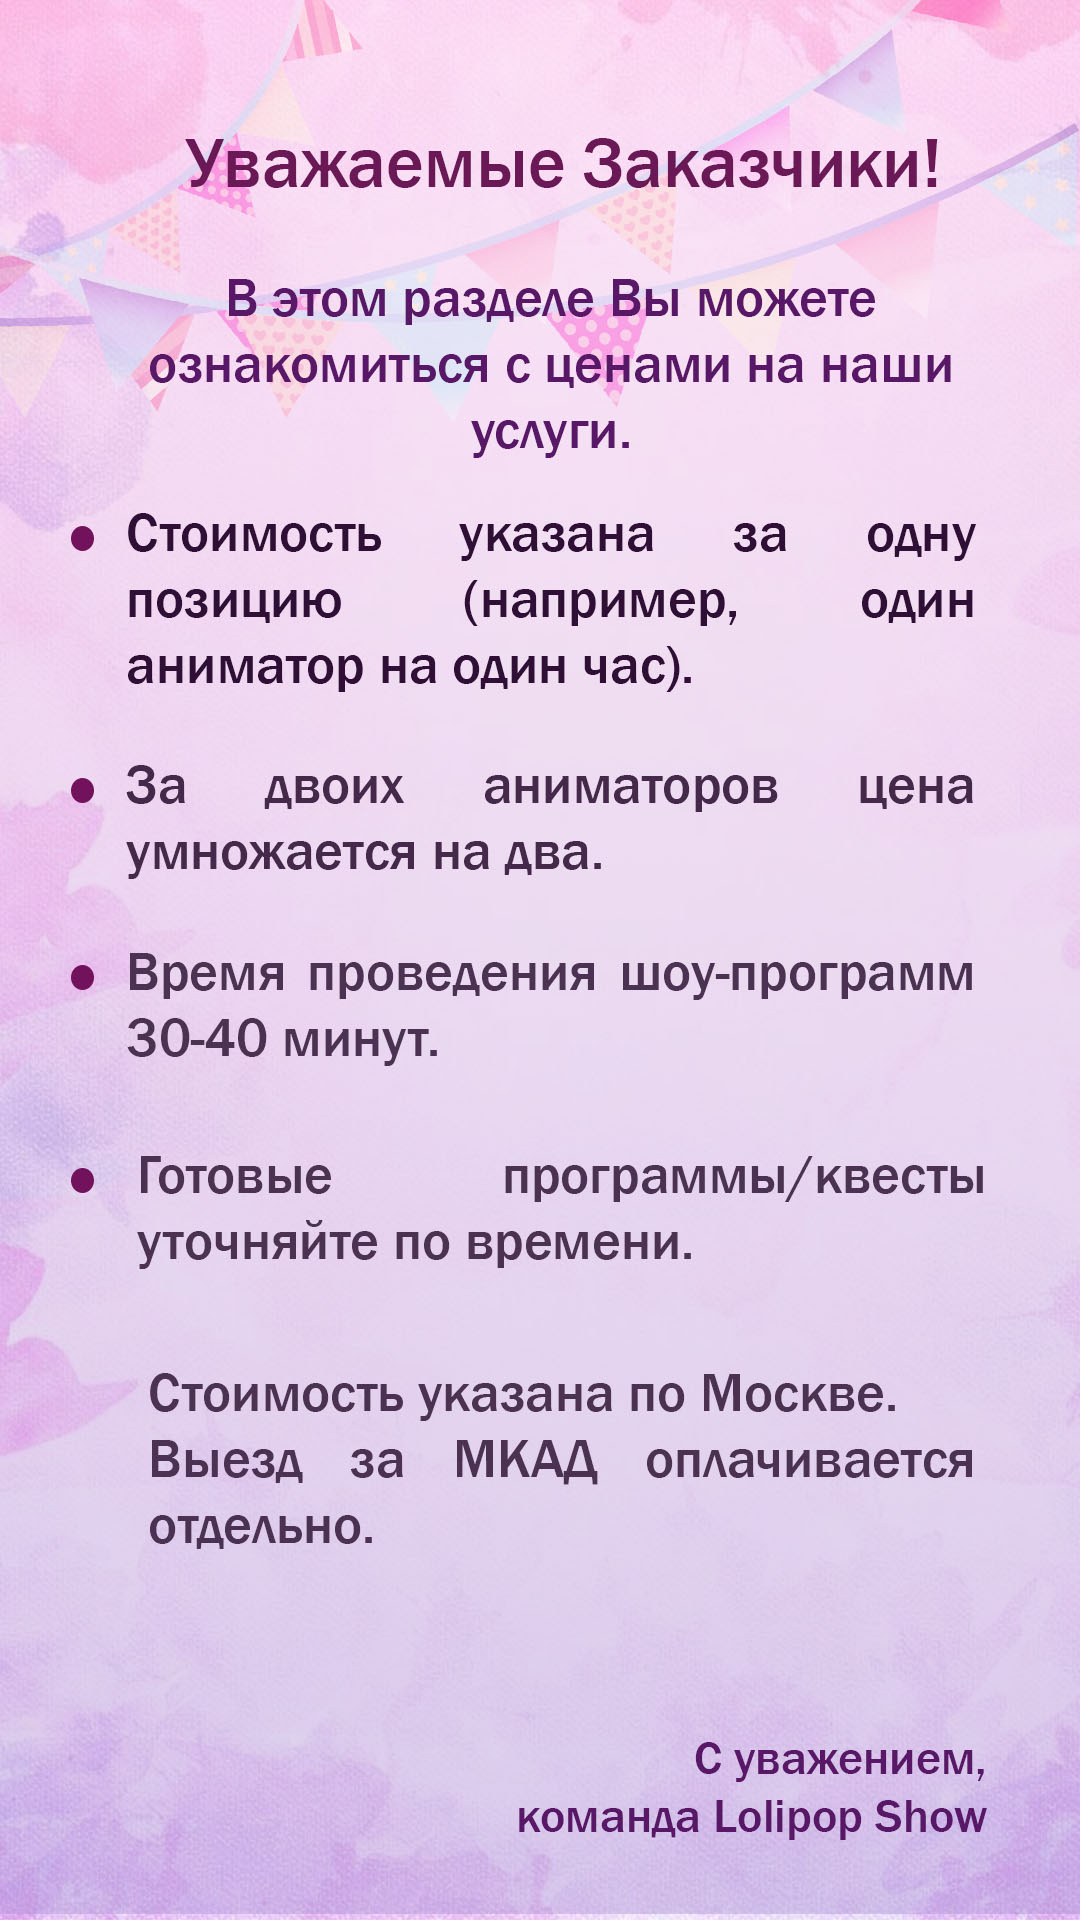 Уважаемые Заказчики!
В этом разделе Вы можете
ознакомиться с ценами на наши
услуги.
• Стоимость указана за одну
позицию (например, один
аниматор на один час).
• За двоих аниматоров цена
умножается на два.
• Время проведения шоу-программ
30-40 минут.
• Готовые программы/квесты
уточняйте по времени.
Стоимость указана по Москве.
Выезд за МКАД оплачивается
отдельно.
С уважением,
команда Lolipop Show